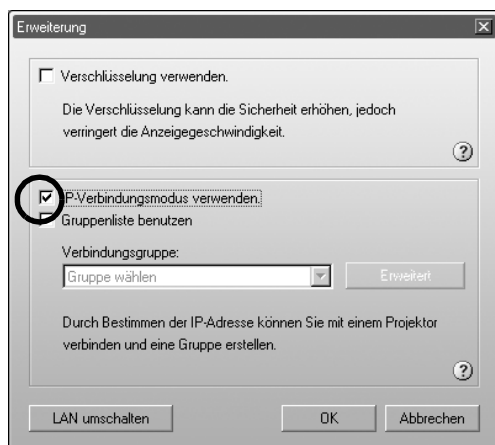 Erweiterung
Verschlüsselung verwenden.
Die Verschlüsselung kann die Sicherheit erhöhen, jedoch
verringert die Anzeigegeschwindigkeit.
?
IP-Verbindungsmodus verwenden.
Gruppenliste benutzen
Verbindungsgruppe:
Gruppe wählen
Erweitert
Durch Bestimmen der IP-Adresse können Sie mit einem Projektor
verbinden und eine Gruppe erstellen.
?
LAN umschalten
OK
Abbrechen